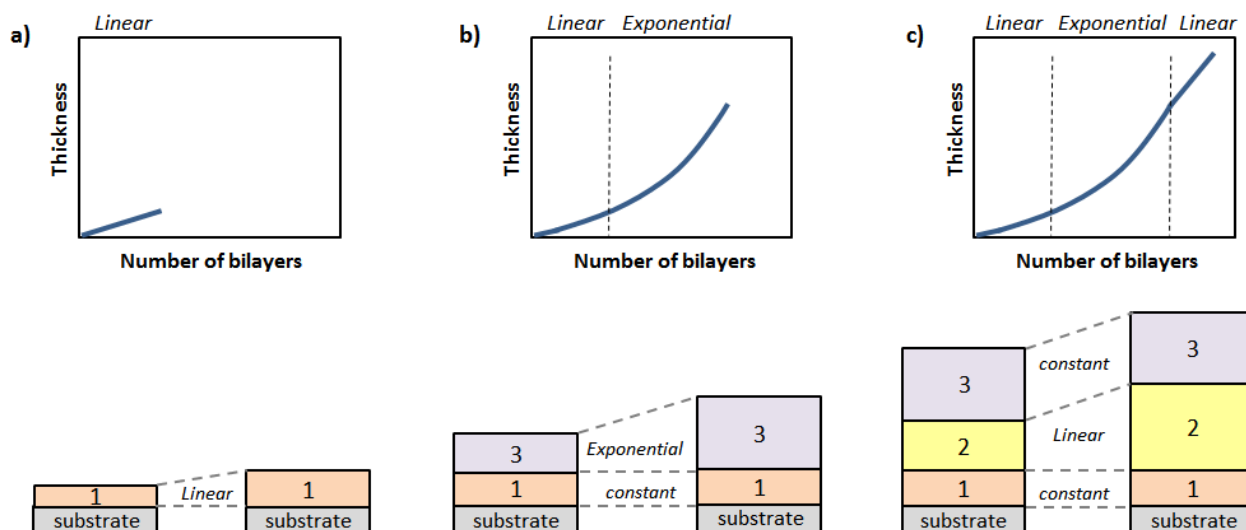 a)
Linear
Thickness
Number of bilayers
b)
Linear Exponential
Thickness
Number of bilayers
c)
Linear Exponential Linear
Thickness
Number of bilayers
1 Linear 1
substrate substrate
3 Exponential 3
1 constant 1
substrate substrate
3 constant 3
2 Linear 2
1 constant 1
substrate substrate